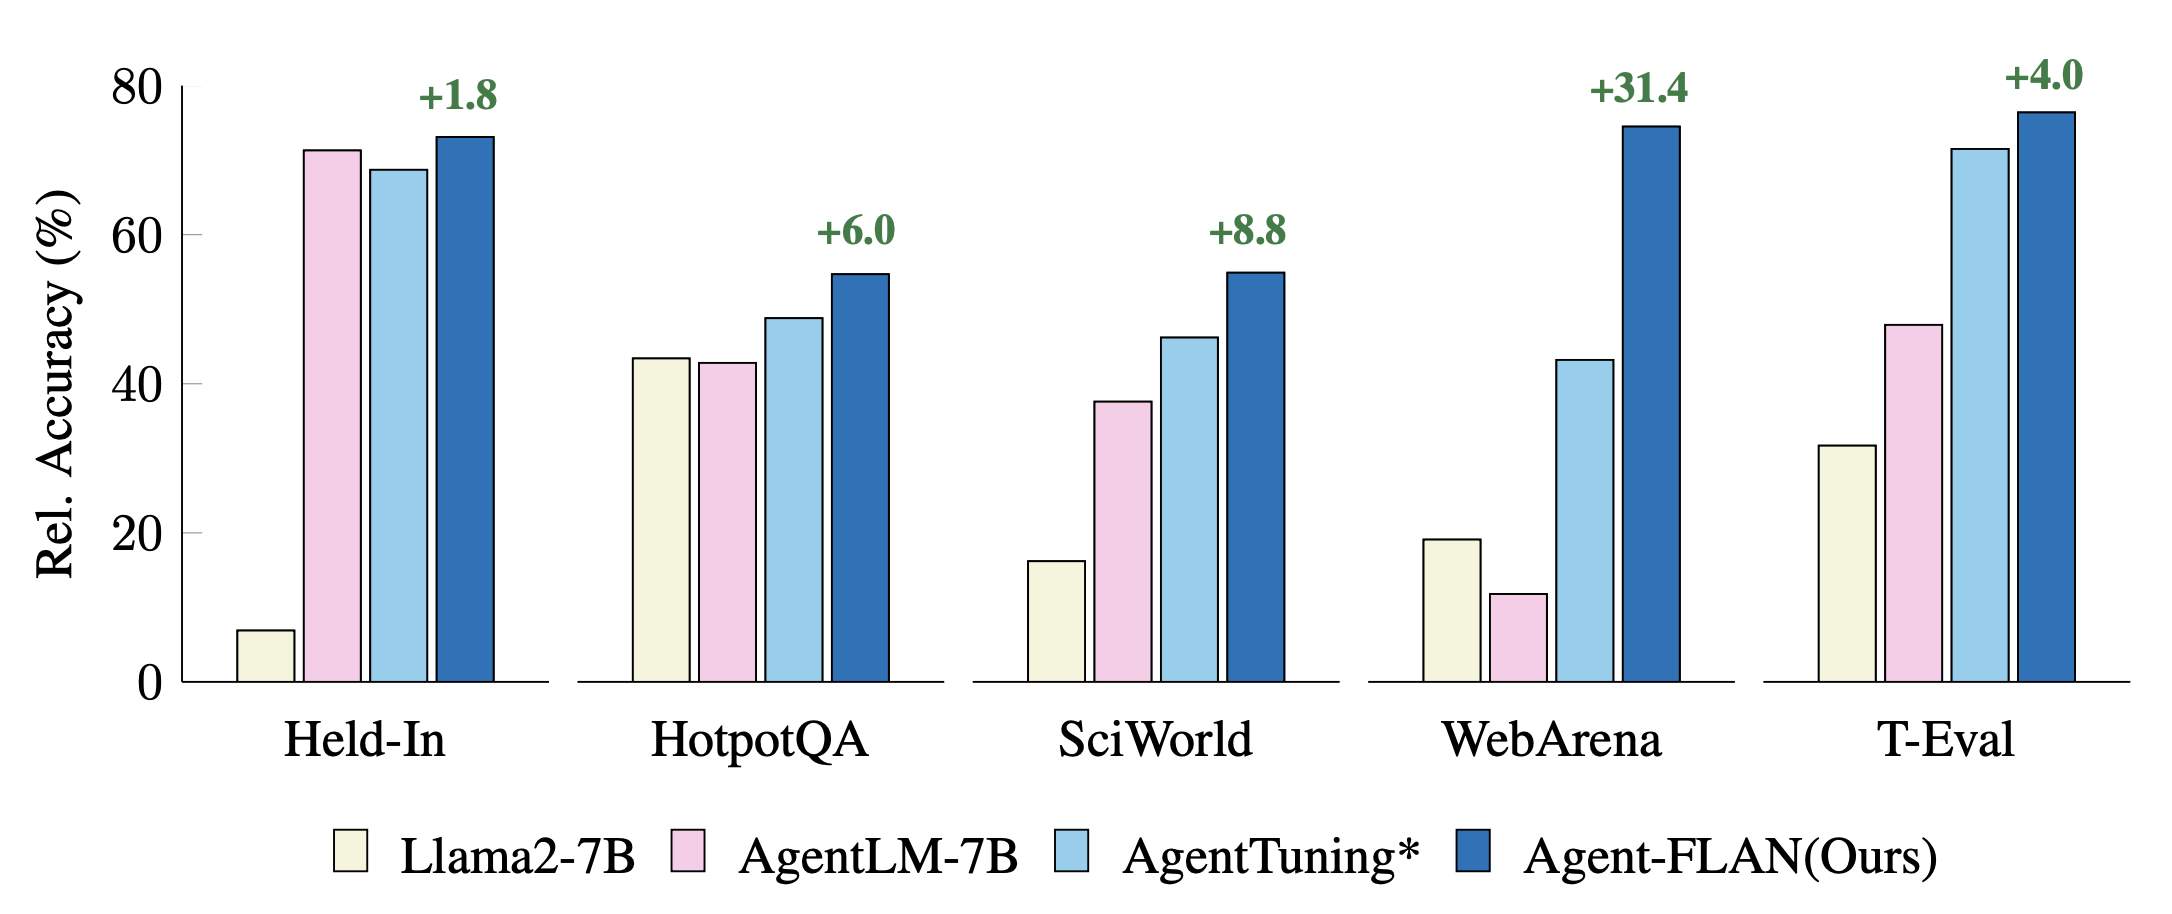 Rel. Accuracy (%)
80
60
40
20
0
+1.8
+6.0
+8.8
+31.4
+4.0
Held-In
HotpotQA
SciWorld
WebArena
T-Eval
Llama2-7B
AgentLM-7B
AgentTuning*
Agent-FLAN(Ours)